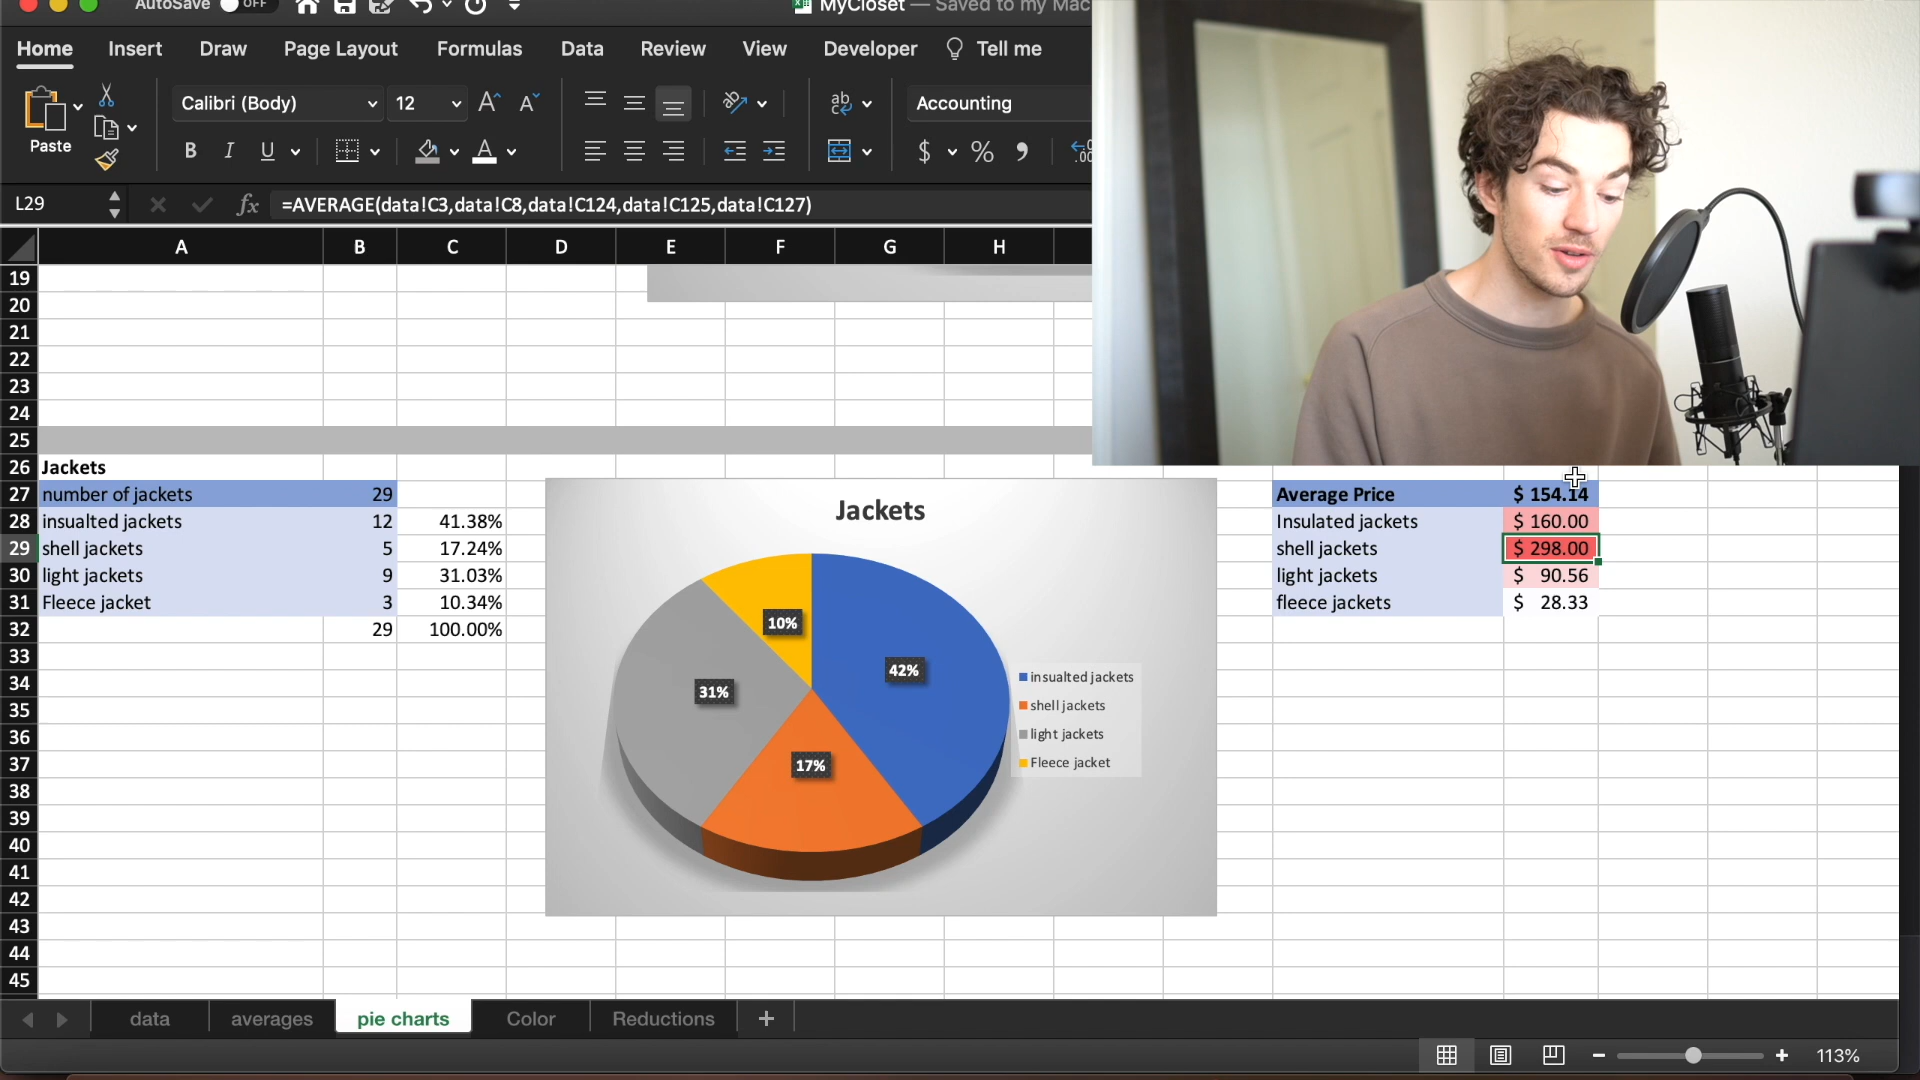 AutoSave OFF MyCloset — Saved to my Mac
Home Insert Draw Page Layout Formulas Data Review View Developer Tell me
Paste Calibri (Body) 12 Accounting
B I U A $ % .00
L29 fx =AVERAGE(data!C3,data!C8,data!C124,data!C125,data!C127)
A B C D E F G H
19
20
21
22
23
24
25
26 Jackets
27 number of jackets 29 Average Price $ 154.14
28 insualted jackets 12 41.38% Insulated jackets $ 160.00
29 shell jackets 5 17.24% shell jackets $ 298.00
30 light jackets 9 31.03% light jackets $ 90.56
31 Fleece jacket 3 10.34% fleece jackets $ 28.33
32 29 100.00%
33
34
35
36
37
38
39
40
41
42
43
44
45
Jackets
10%
42%
31%
17%
insualted jackets
shell jackets
light jackets
Fleece jacket
data averages pie charts Color Reductions +
113%